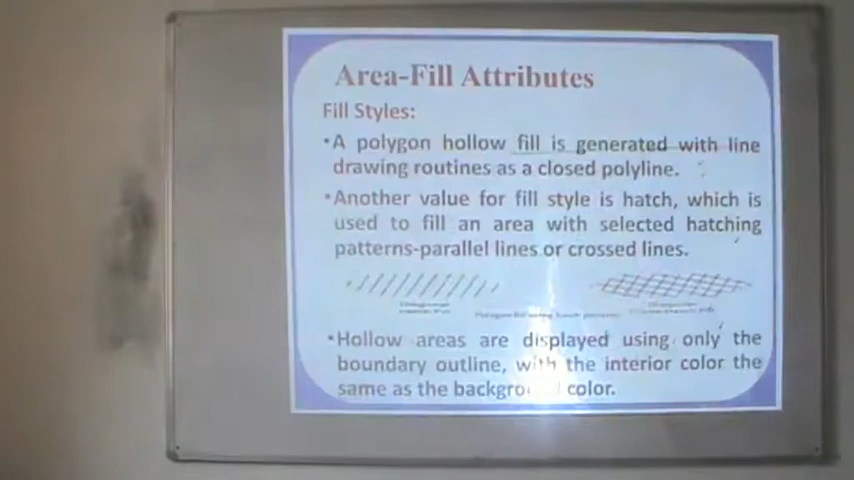 Area-Fill Attributes
Fill Styles:
•A polygon hollow fill is generated with line
drawing routines as a closed polyline.
•Another value for fill style is hatch, which is
used to fill an area with selected hatching
patterns-parallel lines or crossed lines.
•Hollow areas are displayed using only the
boundary outline, with the interior color the
same as the color.